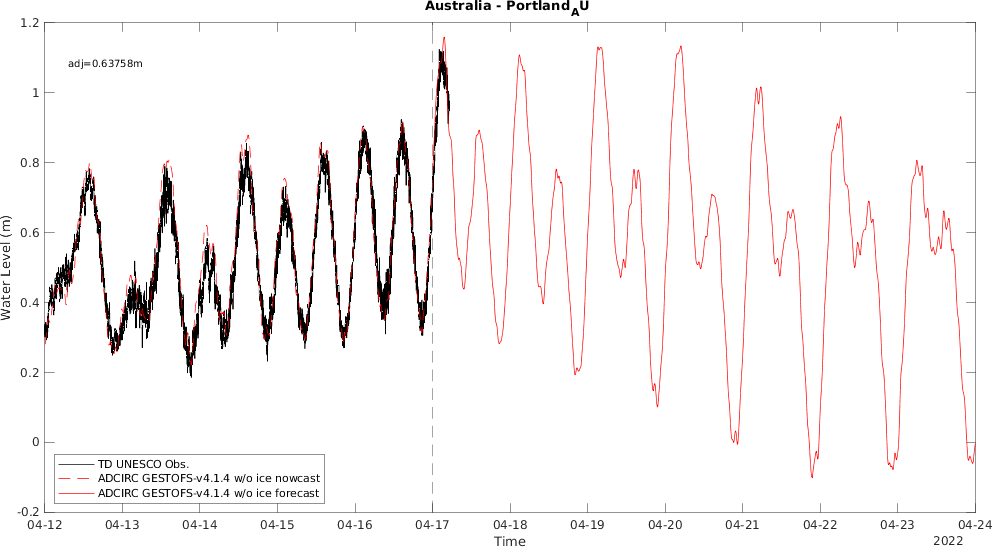 Australia - Portland_AU
1.2
adj=0.63758m
1
0.8
0.6
0.4
0.2
0
-0.2
Water Level (m)
TD UNESCO Obs.
ADCIRC GESTOFS-v4.1.4 w/o ice nowcast
ADCIRC GESTOFS-v4.1.4 w/o ice forecast
04-12 04-13 04-14 04-15 04-16 04-17 04-18 04-19 04-20 04-21 04-22 04-23 04-24
Time
2022